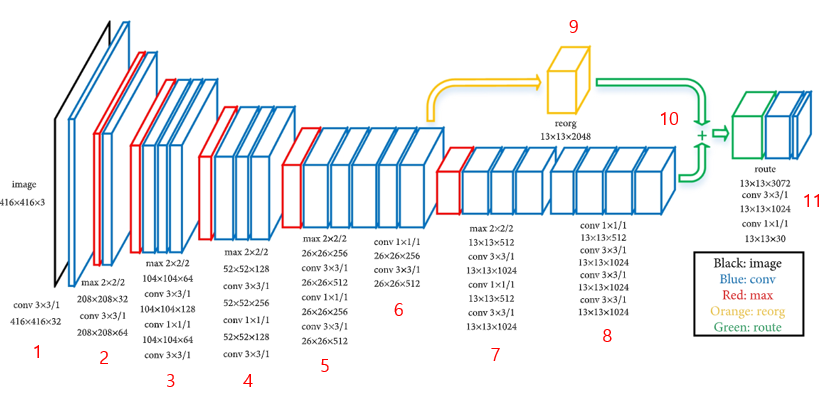 image
416×416×3
conv 3×3/1
416×416×32
1
max 2×2/2
208×208×32
conv 3×3/1
208×208×64
2
max 2×2/2
104×104×64
conv 3×3/1
104×104×128
conv 1×1/1
104×104×64
conv 3×3/1
3
max 2×2/2
52×52×128
conv 3×3/1
52×52×256
conv 1×1/1
52×52×128
conv 3×3/1
4
max 2×2/2
26×26×256
conv 3×3/1
26×26×512
conv 1×1/1
26×26×256
conv 3×3/1
26×26×512
5
conv 1×1/1
26×26×256
conv 3×3/1
26×26×512
6
max 2×2/2
13×13×512
conv 3×3/1
13×13×1024
conv 1×1/1
13×13×512
conv 3×3/1
13×13×1024
7
conv 1×1/1
13×13×512
conv 3×3/1
13×13×1024
conv 3×3/1
13×13×1024
conv 3×3/1
13×13×1024
8
9
reorg
13×13×2048
10
+
route
13×13×3072
conv 3×3/1
13×13×1024
conv 1×1/1
13×13×30
11
Black: image
Blue: conv
Red: max
Orange: reorg
Green: route